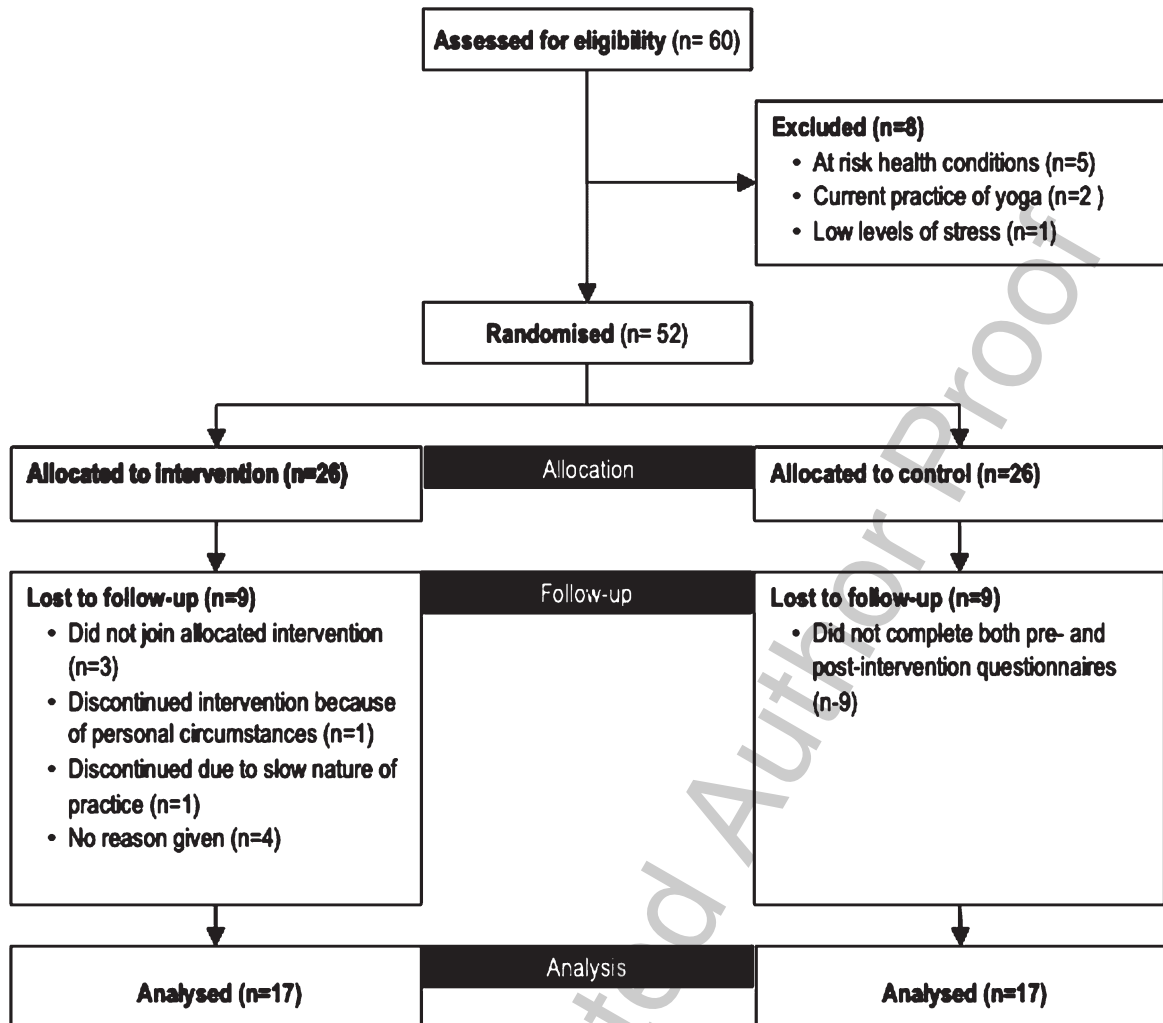 Assessed for eligibility (n= 60)
Excluded (n=8)
• At risk health conditions (n=5)
• Current practice of yoga (n=2 )
• Low levels of stress (n=1)
Randomised (n= 52)
Allocated to intervention (n=26)
Allocation
Allocated to control (n=26)
Lost to follow-up (n=9)
• Did not join allocated intervention
(n=3)
• Discontinued intervention because
of personal circumstances (n=1)
• Discontinued due to slow nature of
practice (n=1)
• No reason given (n=4)
Follow-up
Lost to follow-up (n=9)
• Did not complete both pre- and
post-intervention questionnaires
(n-9)
Analysed (n=17)
Analysis
Analysed (n=17)
ted Author Proof